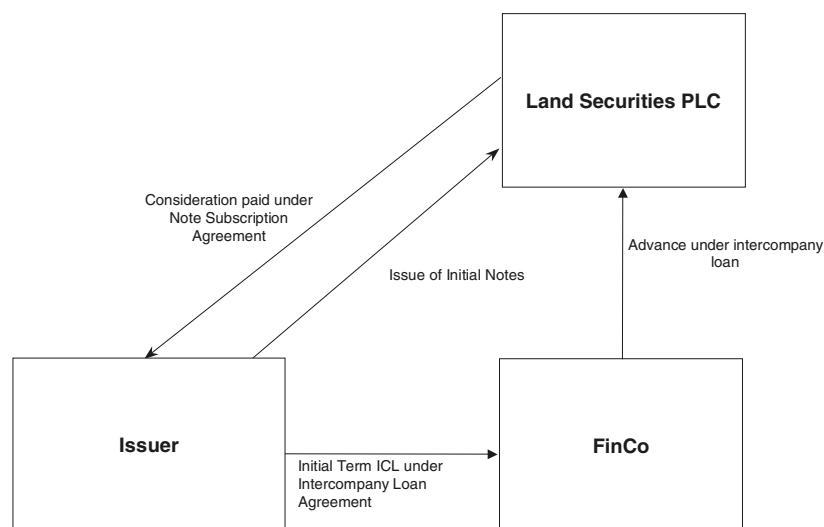 Land Securities PLC
Consideration paid under
Note Subscription
Agreement
Advance under intercompany
loan
Issue of Initial Notes
Issuer
FinCo
Initial Term ICL under
Intercompany Loan
Agreement